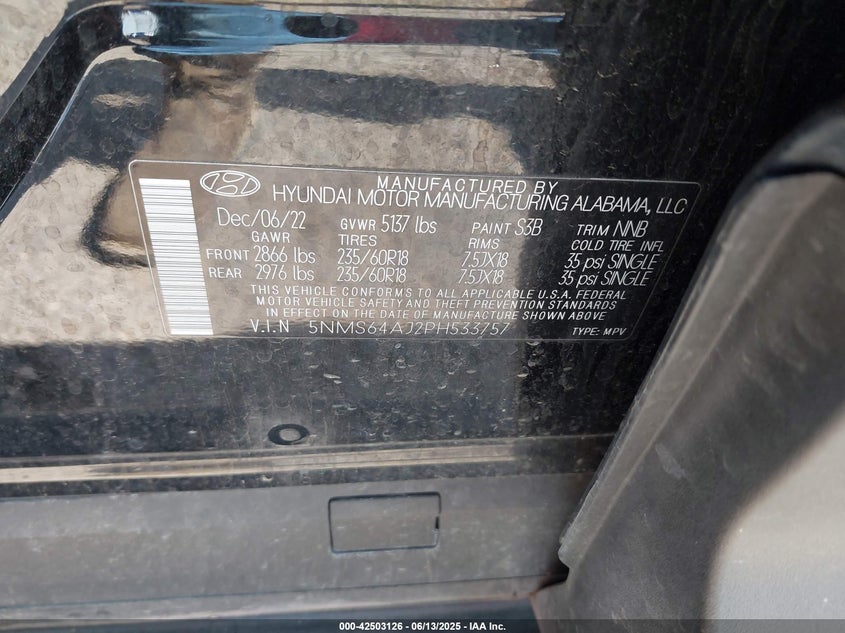 MANUFACTURED BY
HYUNDAI MOTOR MANUFACTURING ALABAMA, LLC
Dec/06/22 GVWR 5137 lbs PAINT S3B TRIM NNB
GAWR TIRES RIMS COLD TIRE INFL
FRONT 2866 lbs 235/60R18 7.5JX18 35 psi SINGLE
REAR 2976 lbs 235/60R18 7.5JX18 35 psi SINGLE
THIS VEHICLE CONFORMS TO ALL APPLICABLE U.S.A. FEDERAL
MOTOR VEHICLE SAFETY AND THEFT PREVENTION STANDARDS
IN EFFECT ON THE DATE OF MANUFACTURE SHOWN ABOVE
V.I.N 5NMS64AJ2PH533757 TYPE: MPV
000-42503126 - 06/13/2025 - IAA Inc.